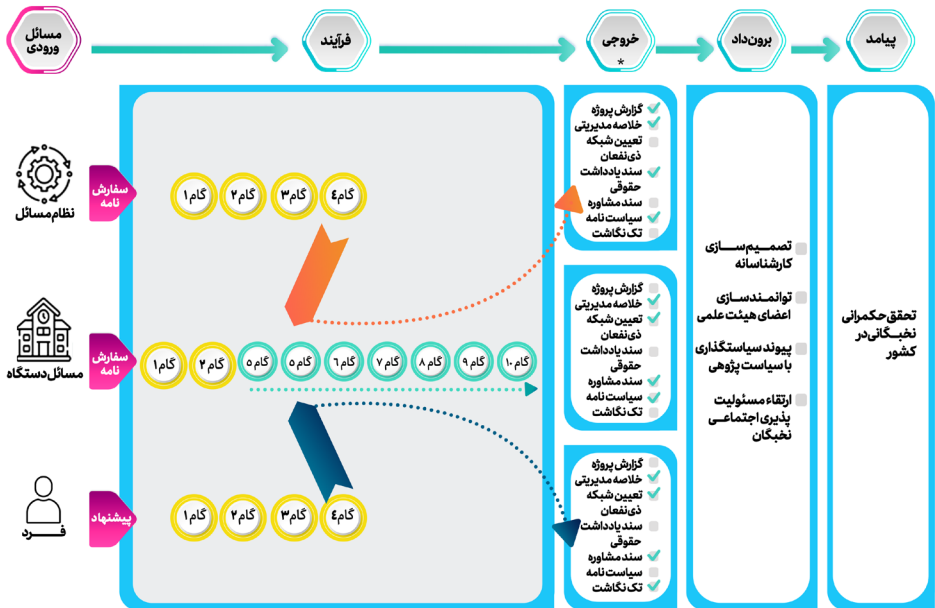 مسائل
ورودی
فرآیند
خروجی
*
برون‌داد
پیامد
نظام مسائل
سفارش
نامه
گام ۱
گام ۲
گام ۳
گام ٤
گزارش پروژه
خلاصه مدیریتی
تعیین شبکه
ذی‌نفعان
سند یادداشت
حقوقی
سند مشاوره
سیاست نامه
تک نگاشت
مسائل دستگاه
سفارش
نامه
گام ۱
گام ۲
گام ٥
گام ٥
گام ٦
گام ۷
گام ۸
گام ۹
گام ۱۰
گزارش پروژه
خلاصه مدیریتی
تعیین شبکه
ذی‌نفعان
سند یادداشت
حقوقی
سند مشاوره
سیاست نامه
تک نگاشت
فرد
پیشنهاد
گام ۱
گام ۲
گام ۳
گام ٤
گزارش پروژه
خلاصه مدیریتی
تعیین شبکه
ذی‌نفعان
سند یادداشت
حقوقی
سند مشاوره
سیاست نامه
تک نگاشت
تصمیم‌سازی
کارشناسانه
توانمندسازی
اعضای هیئت علمی
پیوند سیاستگذاری
با سیاست پژوهی
ارتقاء مسئولیت
پذیری اجتماعی
نخبگان
تحقق حکمرانی
نخبگانی در
کشور